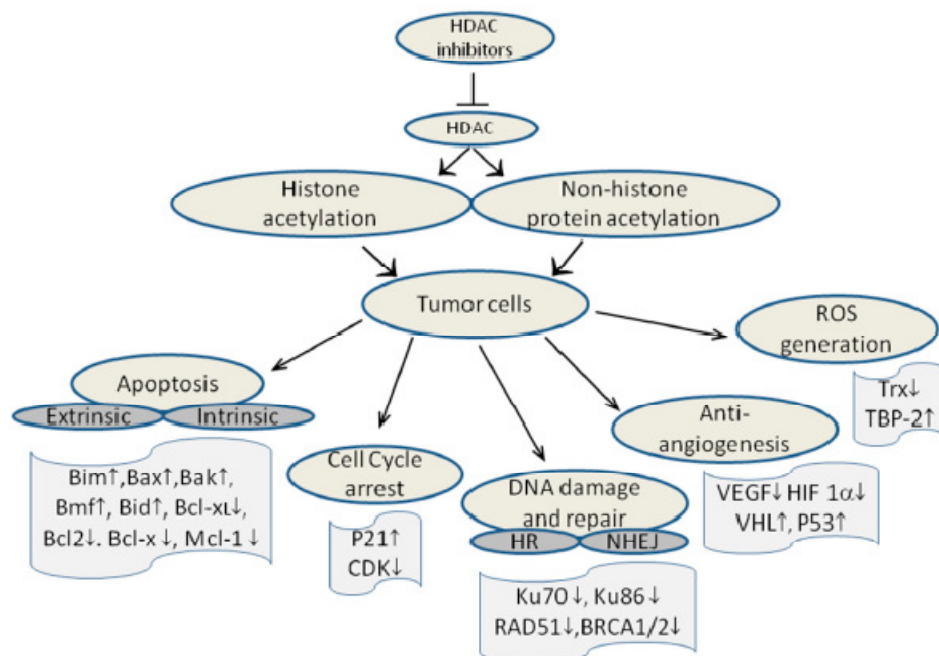 HDAC
inhibitors
HDAC
Histone
acetylation
Non-histone
protein acetylation
Tumor cells
ROS
generation
Trx↓
TBP-2↑
Apoptosis
Extrinsic
Intrinsic
Bim↑,Bax↑,Bak↑,
Bmf↑, Bid↑, Bcl-xL↓,
Bcl2↓. Bcl-x↓, Mcl-1↓
Cell Cycle
arrest
P21↑
CDK↓
DNA damage
and repair
HR
NHEJ
Ku70↓, Ku86↓
RAD51↓,BRCA1/2↓
Anti-
angiogenesis
VEGF↓ HIF 1α↓
VHL↑, P53↑